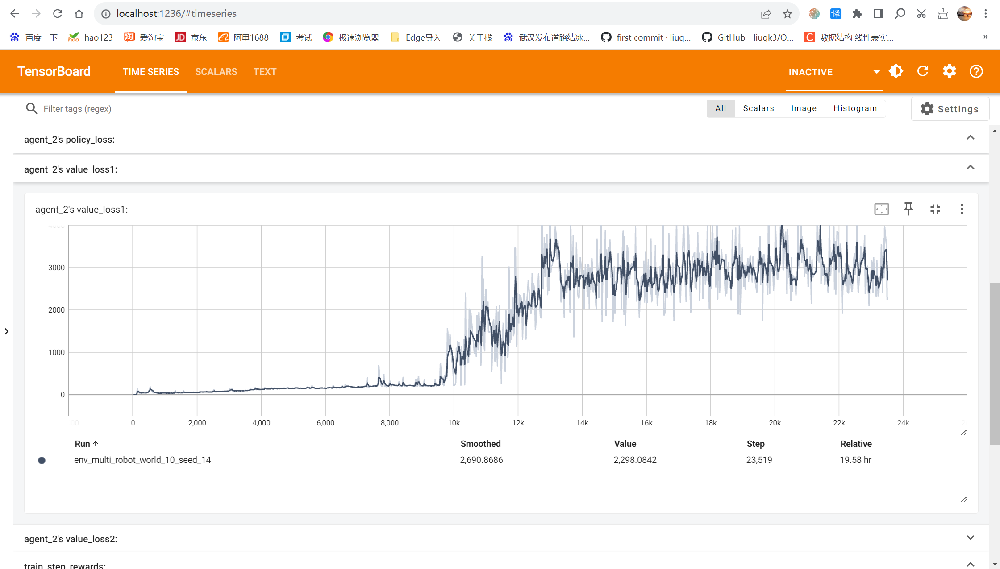 localhost:1236/#timeseries
百度一下 hao123 爱淘宝 京东 阿里1688 考试 极速浏览器 Edge导入 关于栈 武汉发布道路结冰... first commit · liuq... GitHub - liuqk3/O... 数据结构 线性表实... »
TensorBoard TIME SERIES SCALARS TEXT INACTIVE
Filter tags (regex) All Scalars Image Histogram Settings
agent_2's policy_loss:
agent_2's value_loss1:
agent_2's value_loss1:
4000
3000
2000
1000
0
0 2,000 4,000 6,000 8,000 10k 12k 14k 16k 18k 20k 22k 24k
Run Smoothed Value Step Relative
env_multi_robot_world_10_seed_14 2,690.8686 2,298.0842 23,519 19.58 hr
agent_2's value_loss2:
train_step_rewards: